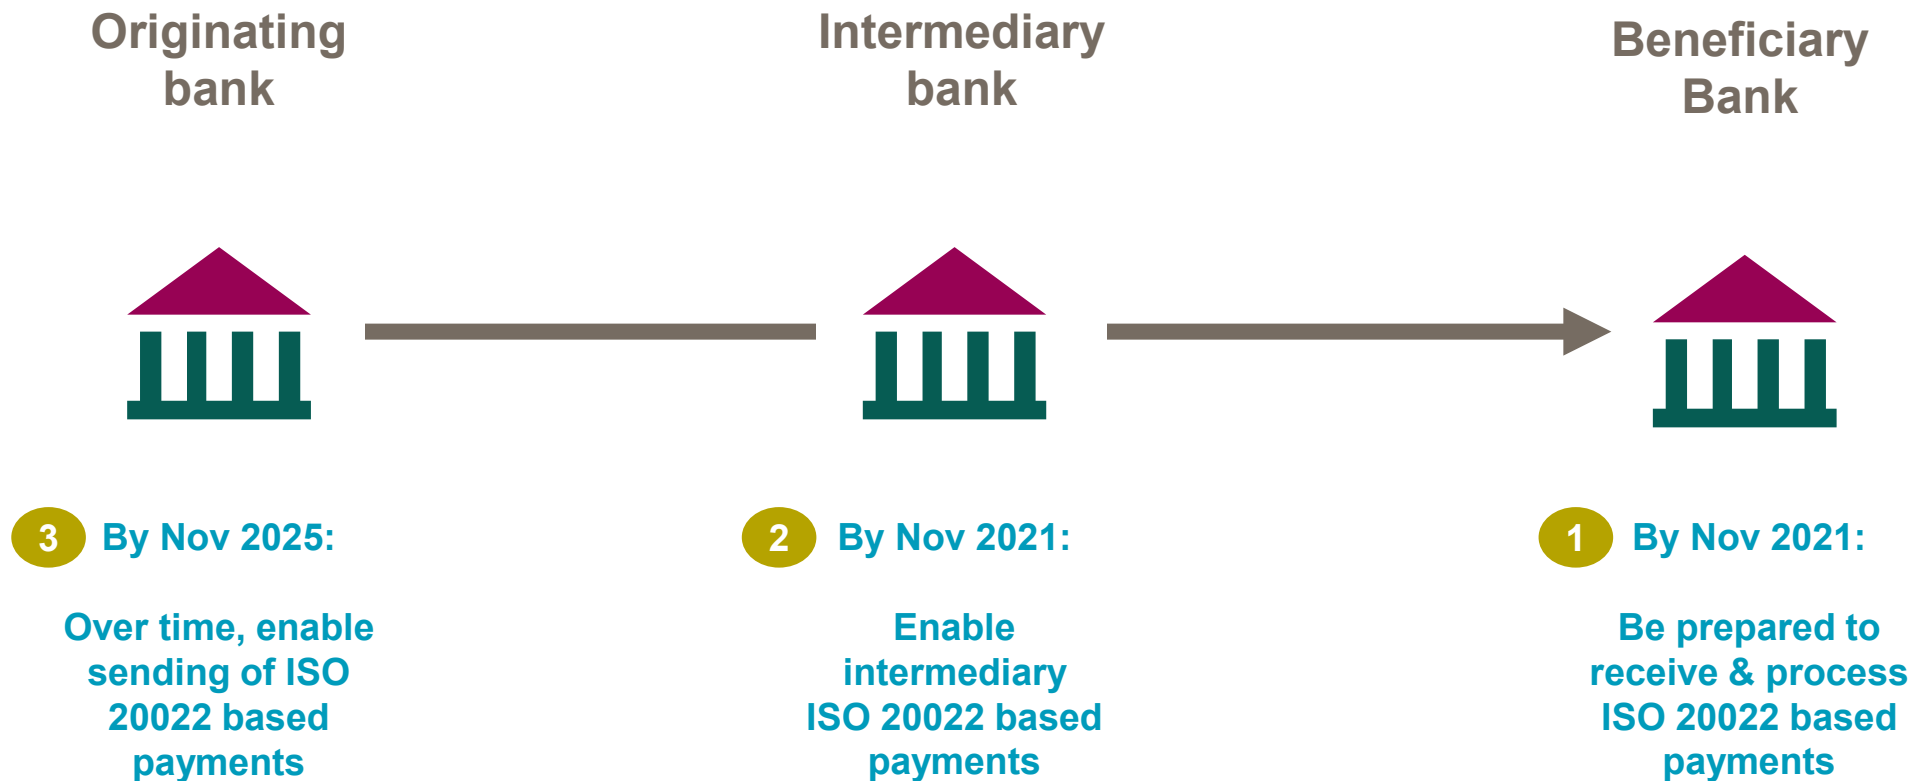 Originating
bank
Intermediary
bank
Beneficiary
Bank
3 By Nov 2025:
Over time, enable
sending of ISO
20022 based
payments
2 By Nov 2021:
Enable
intermediary
ISO 20022 based
payments
1 By Nov 2021:
Be prepared to
receive & process
ISO 20022 based
payments